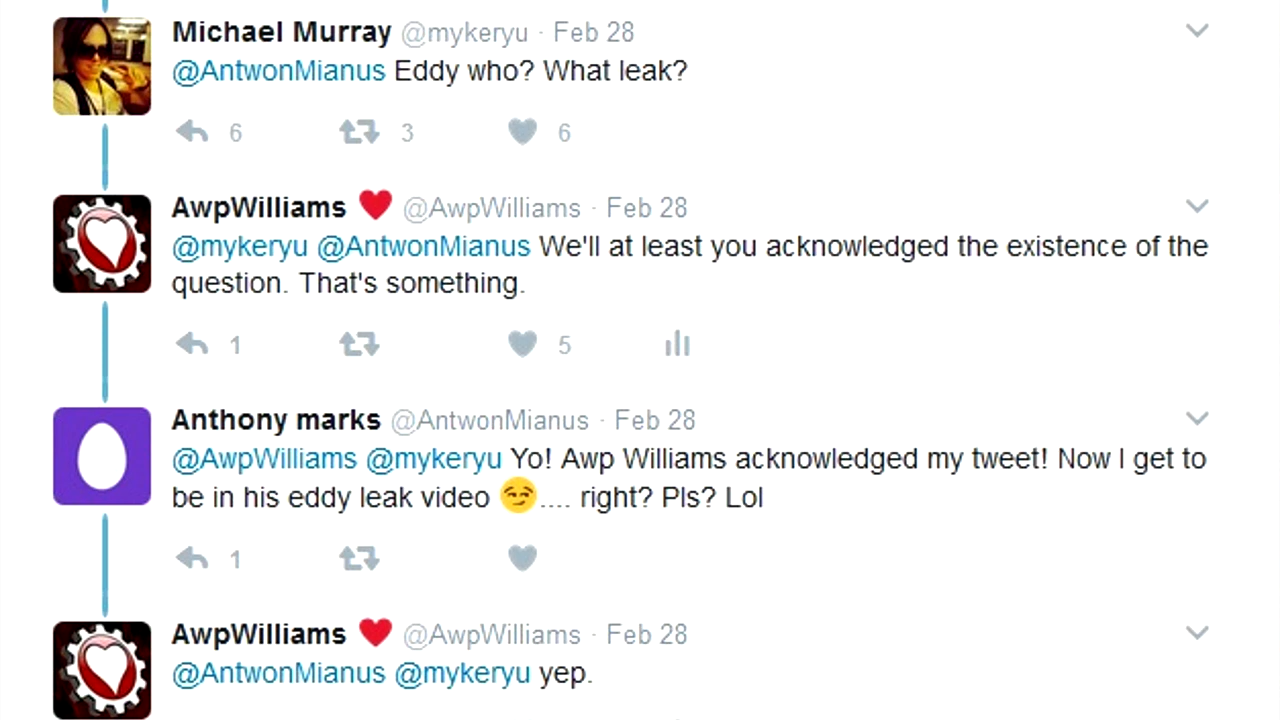 Michael Murray @mykeryu · Feb 28
@AntwonMianus Eddy who? What leak?
6 3 6
AwpWilliams ❤ @AwpWilliams · Feb 28
@mykeryu @AntwonMianus We'll at least you acknowledged the existence of the
question. That's something.
1 5
Anthony marks @AntwonMianus · Feb 28
@AwpWilliams @mykeryu Yo! Awp Williams acknowledged my tweet! Now I get to
be in his eddy leak video 😏.... right? Pls? Lol
1
AwpWilliams ❤ @AwpWilliams · Feb 28
@AntwonMianus @mykeryu yep.